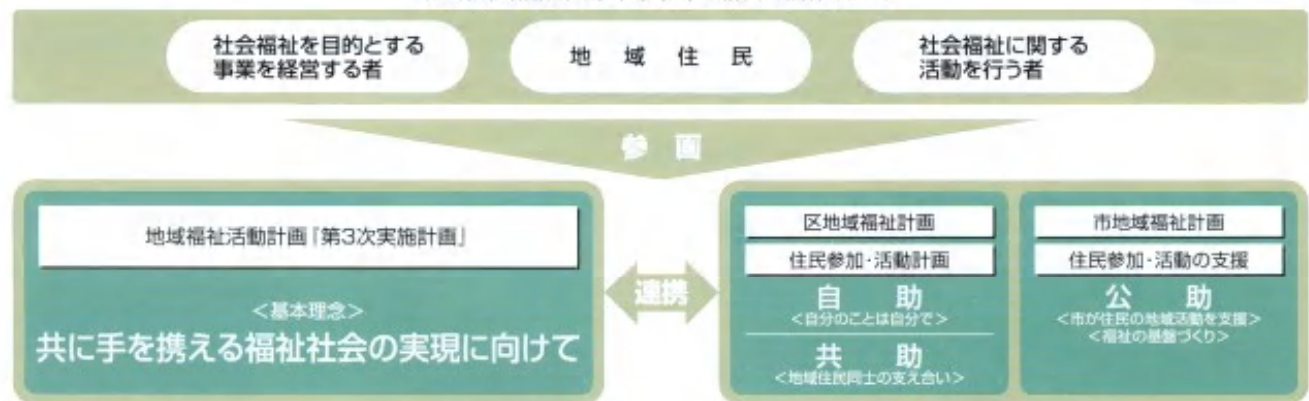 社会福祉を目的とする
事業を経営する者
地域住民
社会福祉に関する
活動を行う者
参画
地域福祉活動計画『第3次実施計画』
<基本理念>
共に手を携える福祉社会の実現に向けて
連携
区地域福祉計画
住民参加・活動計画
自助
<自分のことは自分で>
共助
<地域住民同士の支え合い>
市地域福祉計画
住民参加・活動の支援
公助
<市が住民の地域活動を支援>
<福祉の基盤づくり>